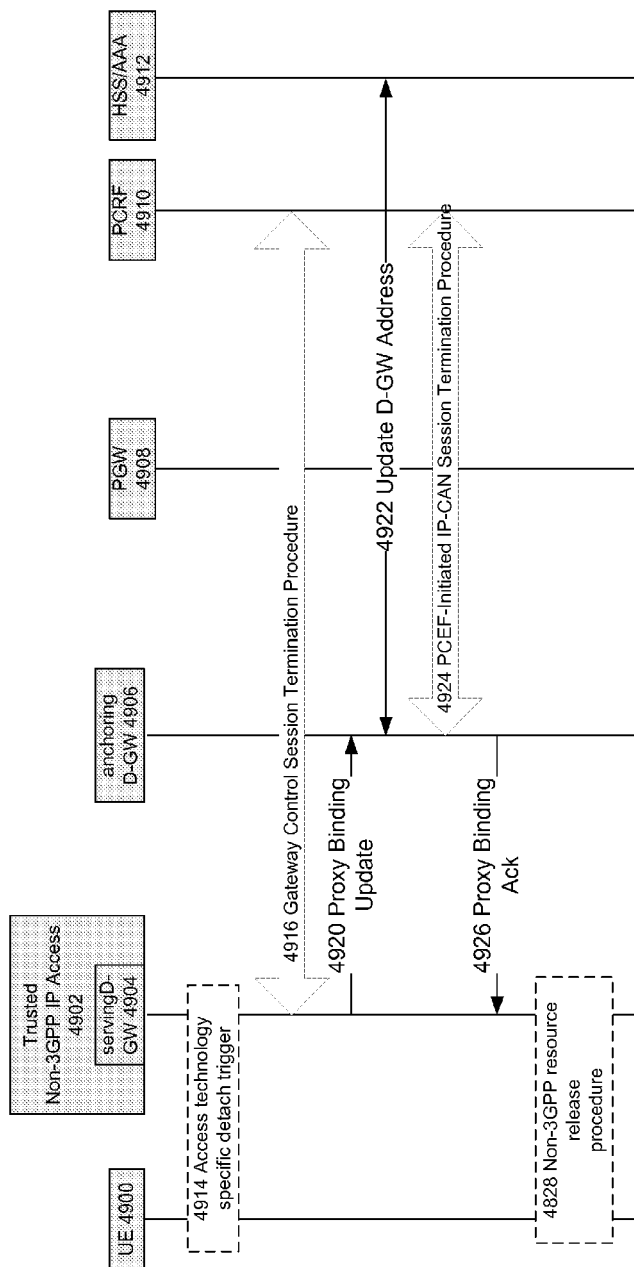 UE 4900
Trusted
Non-3GPP IP Access
4902
servingD-
GW 4904
anchoring
D-GW 4906
PGW
4908
PCRF
4910
HSS/AAA
4912
4914 Access technology
specific detach trigger
4916 Gateway Control Session Termination Procedure
4920 Proxy Binding
Update
4922 Update D-GW Address
4924 PCEF-Initiated IP-CAN Session Termination Procedure
4926 Proxy Binding
Ack
4828 Non-3GPP resource
release
procedure